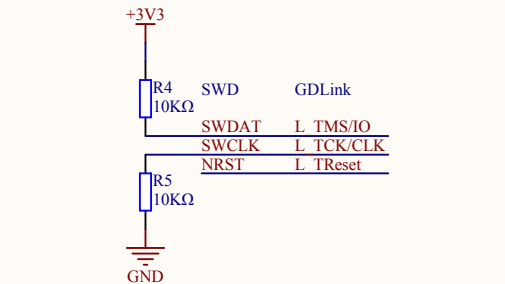 +3V3
R4
10KΩ
SWD GDLink
SWDAT L TMS/IO
SWCLK L TCK/CLK
NRST L TReset
R5
10KΩ
GND